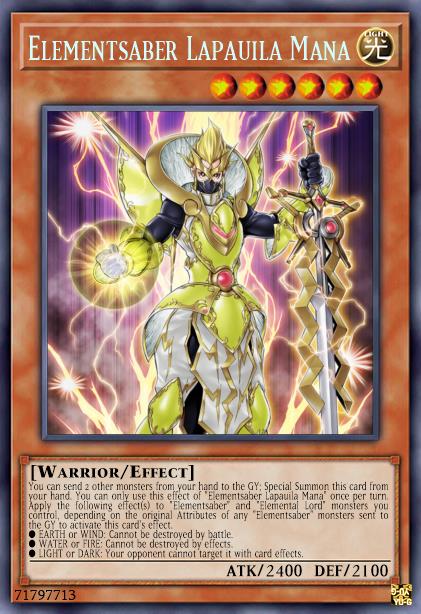 ELEMENTSABER LAPAUILA MANA
LIGHT
光
[WARRIOR/EFFECT]
You can send 2 other monsters from your hand to the GY; Special Summon this card from
your hand. You can only use this effect of "Elementsaber Lapauila Mana" once per turn.
Apply the following effect(s) to "Elementsaber" and "Elemental Lord" monsters you
control, depending on the original Attributes of any "Elementsaber" monsters sent to
the GY to activate this card's effect.
● EARTH or WIND: Cannot be destroyed by battle.
● WATER or FIRE: Cannot be destroyed by effects.
● LIGHT or DARK: Your opponent cannot target it with card effects.
ATK/2400 DEF/2100
71797713